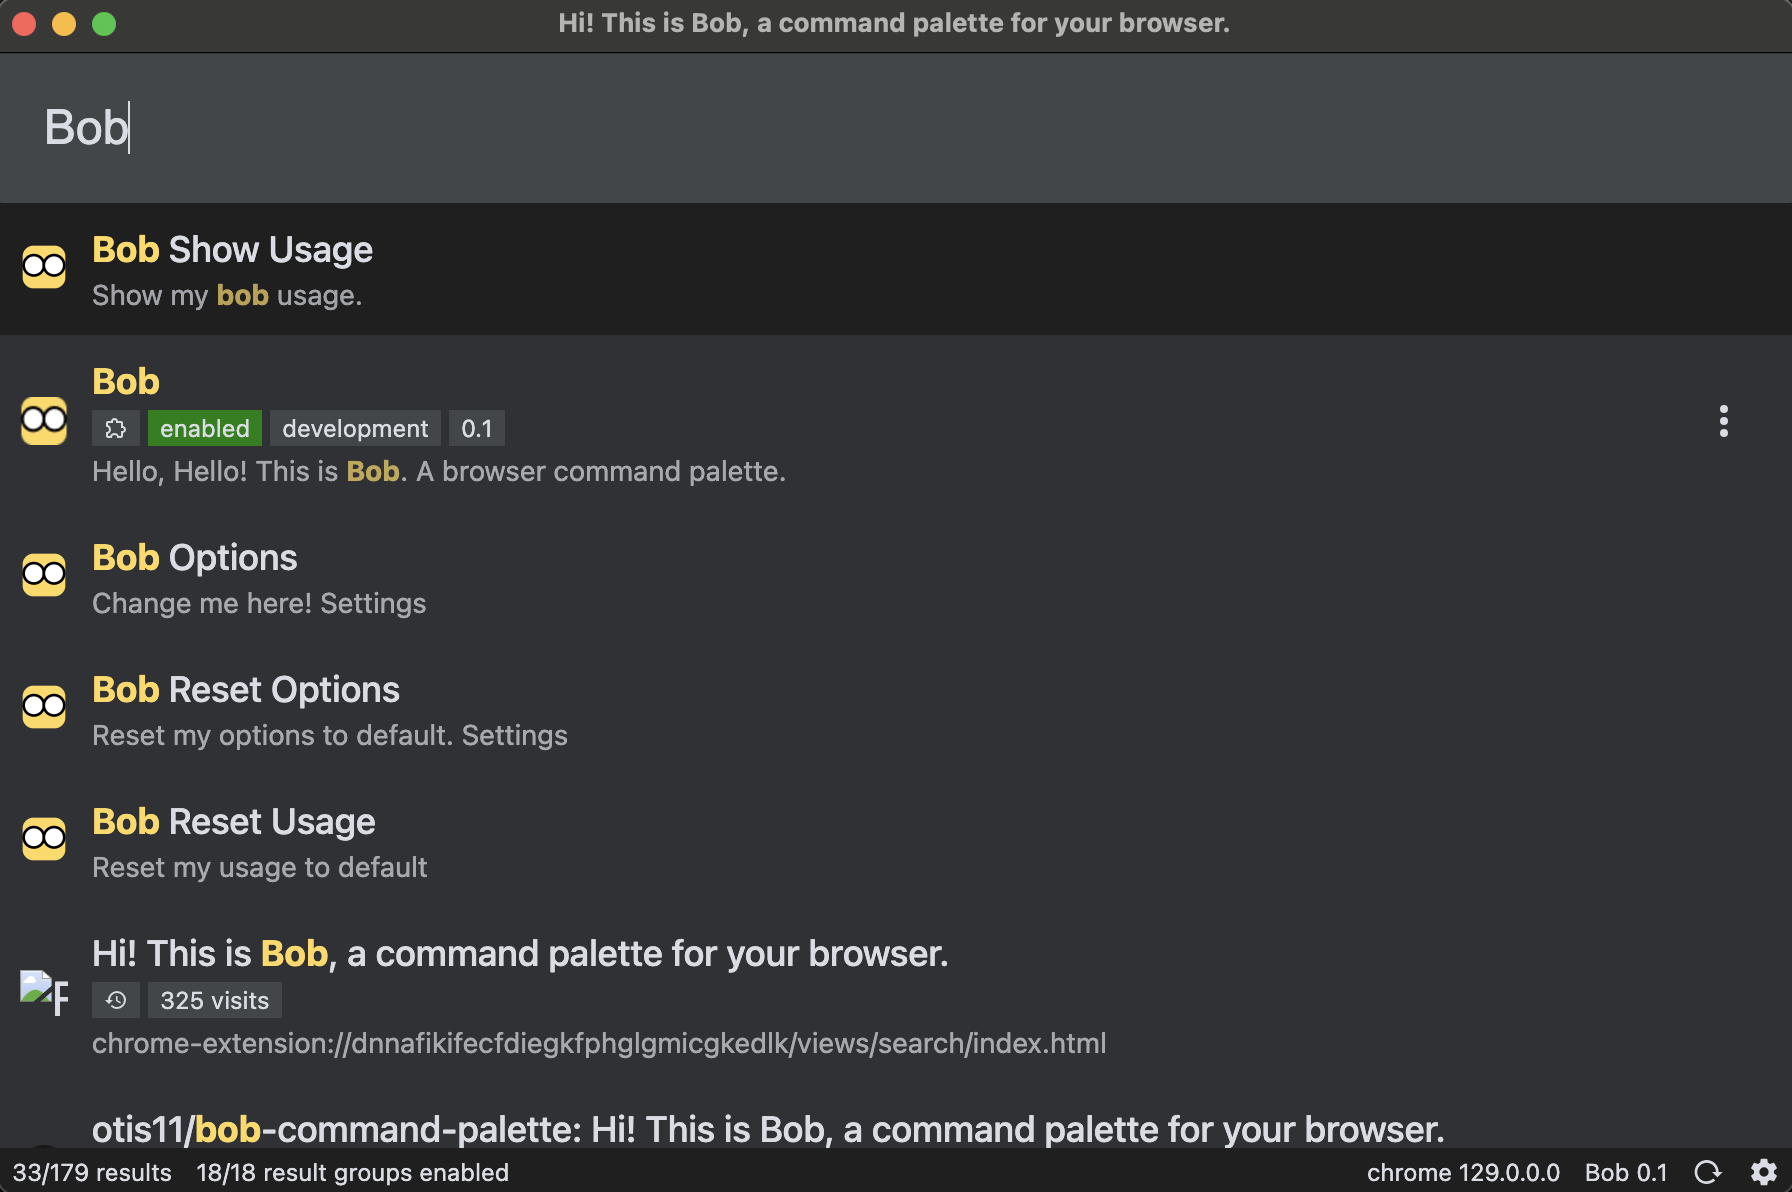 Hi! This is Bob, a command palette for your browser.
Bob
Bob Show Usage
Show my bob usage.
Bob
enabled development 0.1
Hello, Hello! This is Bob. A browser command palette.
Bob Options
Change me here! Settings
Bob Reset Options
Reset my options to default. Settings
Bob Reset Usage
Reset my usage to default
Hi! This is Bob, a command palette for your browser.
325 visits
chrome-extension://dnnafikifecfdiegkfphglgmicgkedlk/views/search/index.html
otis11/bob-command-palette: Hi! This is Bob, a command palette for your browser.
33/179 results 18/18 result groups enabled chrome 129.0.0.0 Bob 0.1